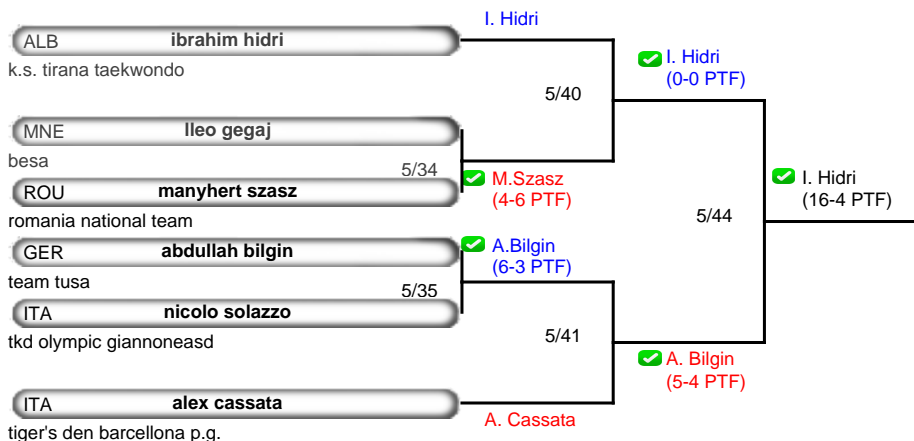 I. Hidri
ALB ibrahim hidri
k.s. tirana taekwondo
I. Hidri
(0-0 PTF)
5/40
MNE lleo gegaj
besa
5/34
M.Szasz
(4-6 PTF)
ROU manyhert szasz
romania national team
I. Hidri
(16-4 PTF)
5/44
GER abdullah bilgin
team tusa
A.Bilgin
(6-3 PTF)
5/35
ITA nicolo solazzo
tkd olympic giannoneasd
5/41
A. Bilgin
(5-4 PTF)
ITA alex cassata
A. Cassata
tiger's den barcellona p.g.